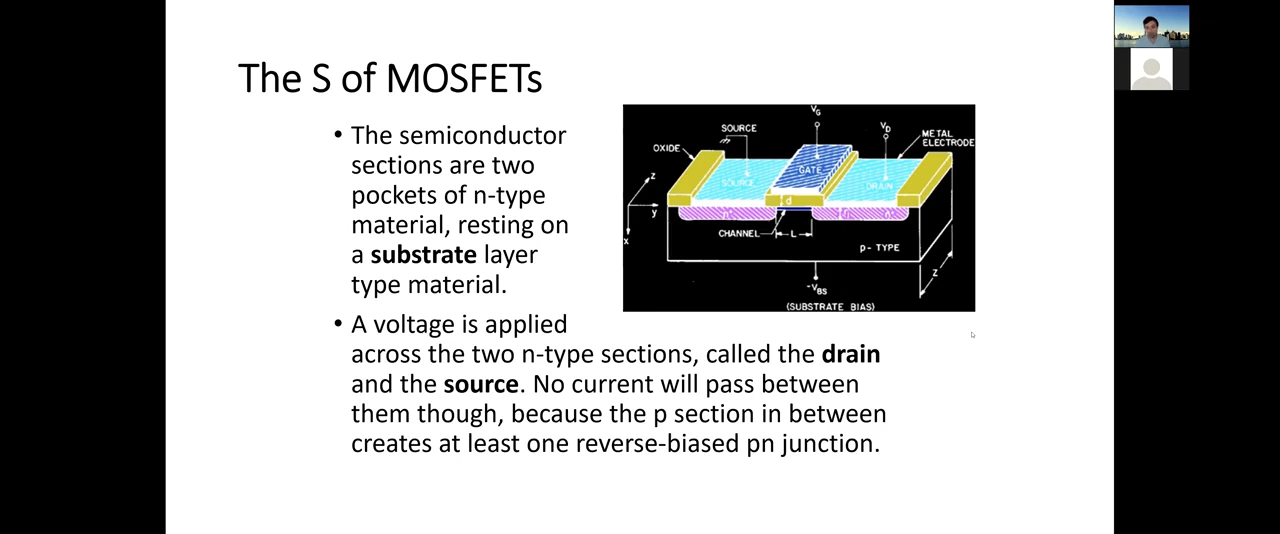 The S of MOSFETs
• The semiconductor
sections are two
pockets of n-type
material, resting on
a substrate layer
type material.
• A voltage is applied
across the two n-type sections, called the drain
and the source. No current will pass between
them though, because the p section in between
creates at least one reverse-biased pn junction.
VG
SOURCE
VD
METAL
ELECTRODE
OXIDE
GATE
SOURCE
DRAIN
z
y
x
d
CHANNEL
L
p-TYPE
Z
-VBS
(SUBSTRATE BIAS)